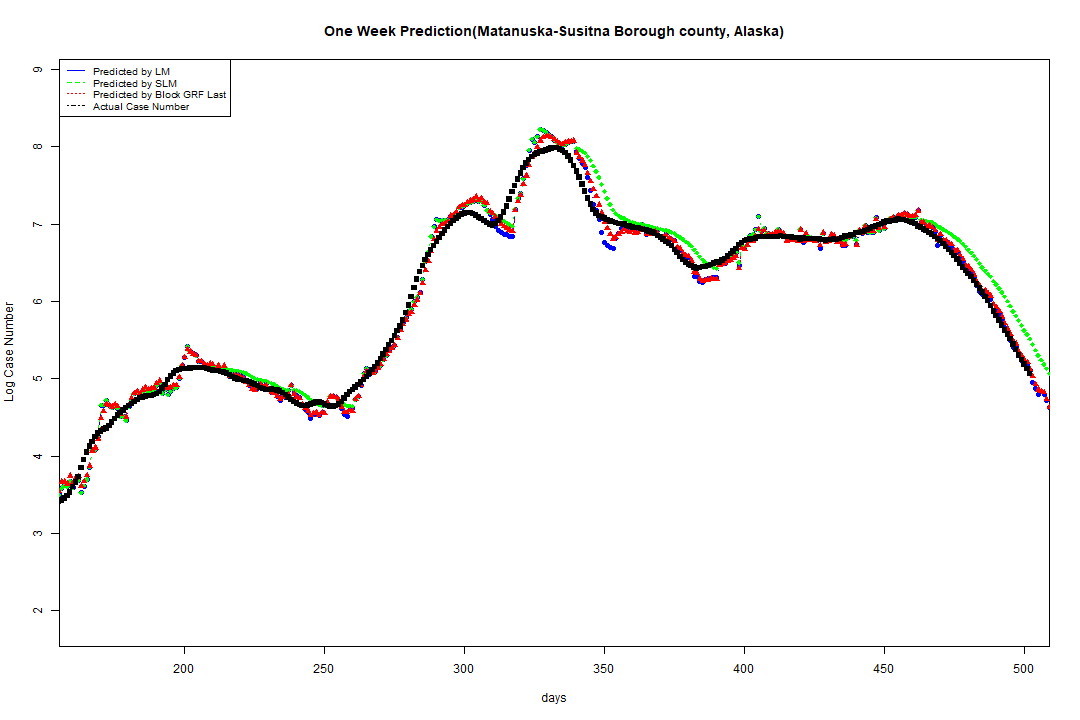 One Week Prediction(Matanuska-Susitna Borough county, Alaska)
Predicted by LM
Predicted by SLM
Predicted by Block GRF Last
Actual Case Number
9
8
7
6
5
4
3
2
Log Case Number
200 250 300 350 400 450 500
days